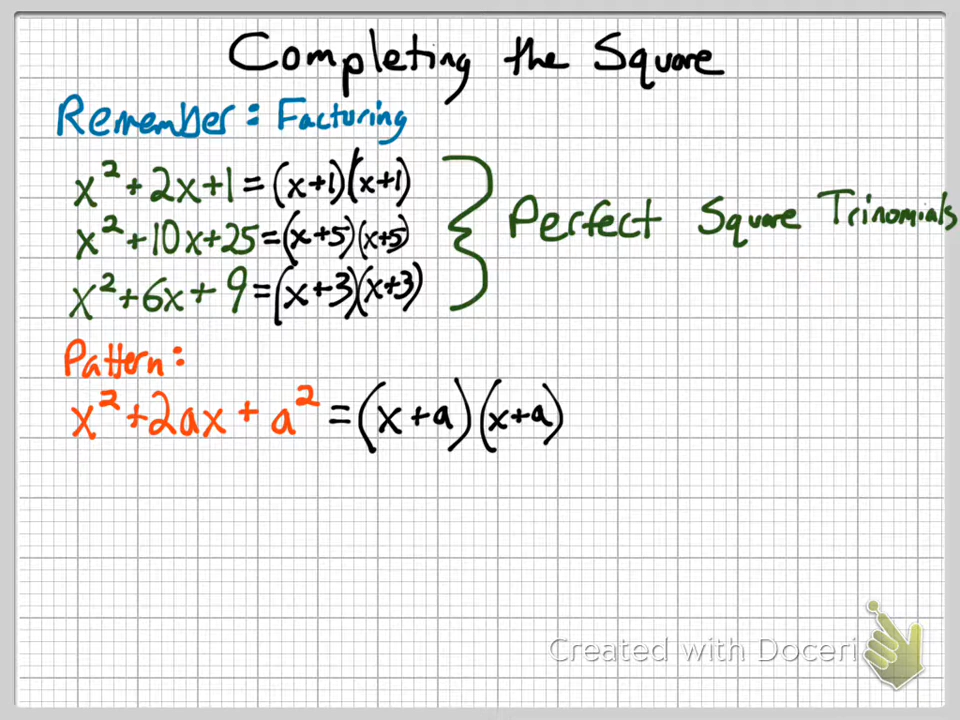 Completing the Square
Remember: Facturing
x² + 2x + 1 = (x+1)(x+1)
x² + 10x + 25 = (x+5)(x+5)
x² + 6x + 9 = (x+3)(x+3)
Perfect Square Trinomials
Pattern:
x² + 2ax + a² = (x+a)(x+a)
Created with Doceri